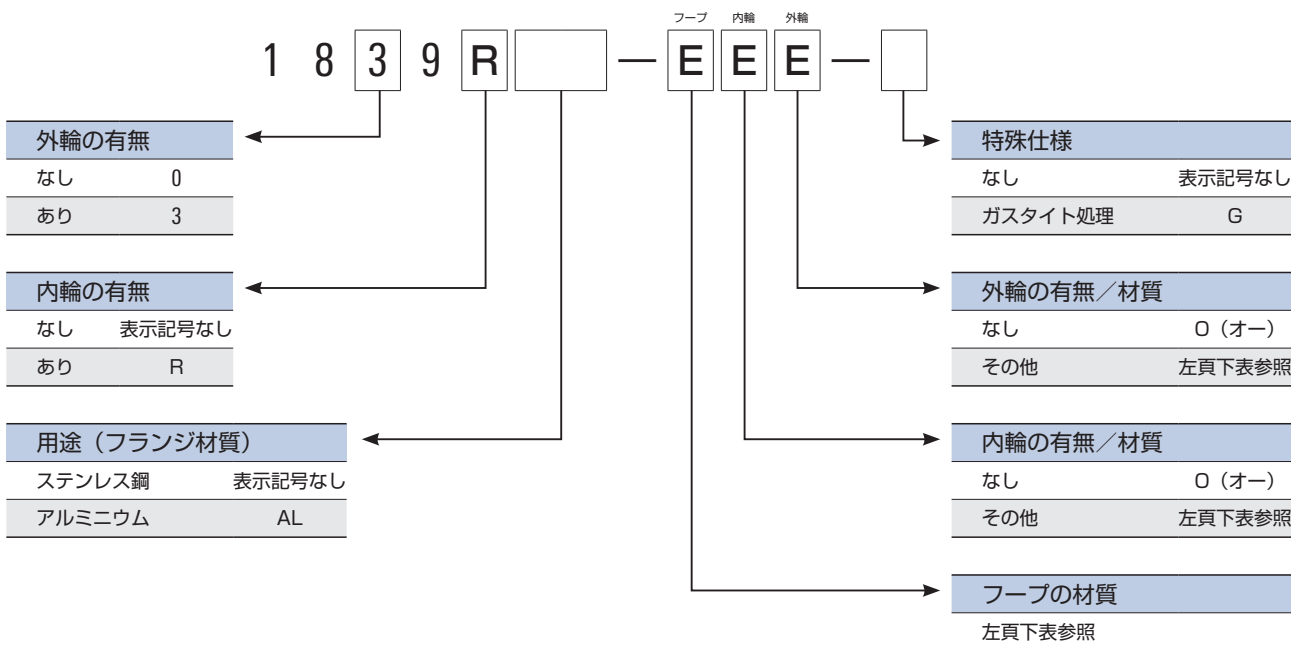 フープ 内輪 外輪
1 8 3 9 R — E E E —
外輪の有無
なし 0
あり 3
内輪の有無
なし 表示記号なし
あり R
用途（フランジ材質）
ステンレス鋼 表示記号なし
アルミニウム AL
特殊仕様
なし 表示記号なし
ガスタイト処理 G
外輪の有無／材質
なし O（オー）
その他 左頁下表参照
内輪の有無／材質
なし O（オー）
その他 左頁下表参照
フープの材質
左頁下表参照